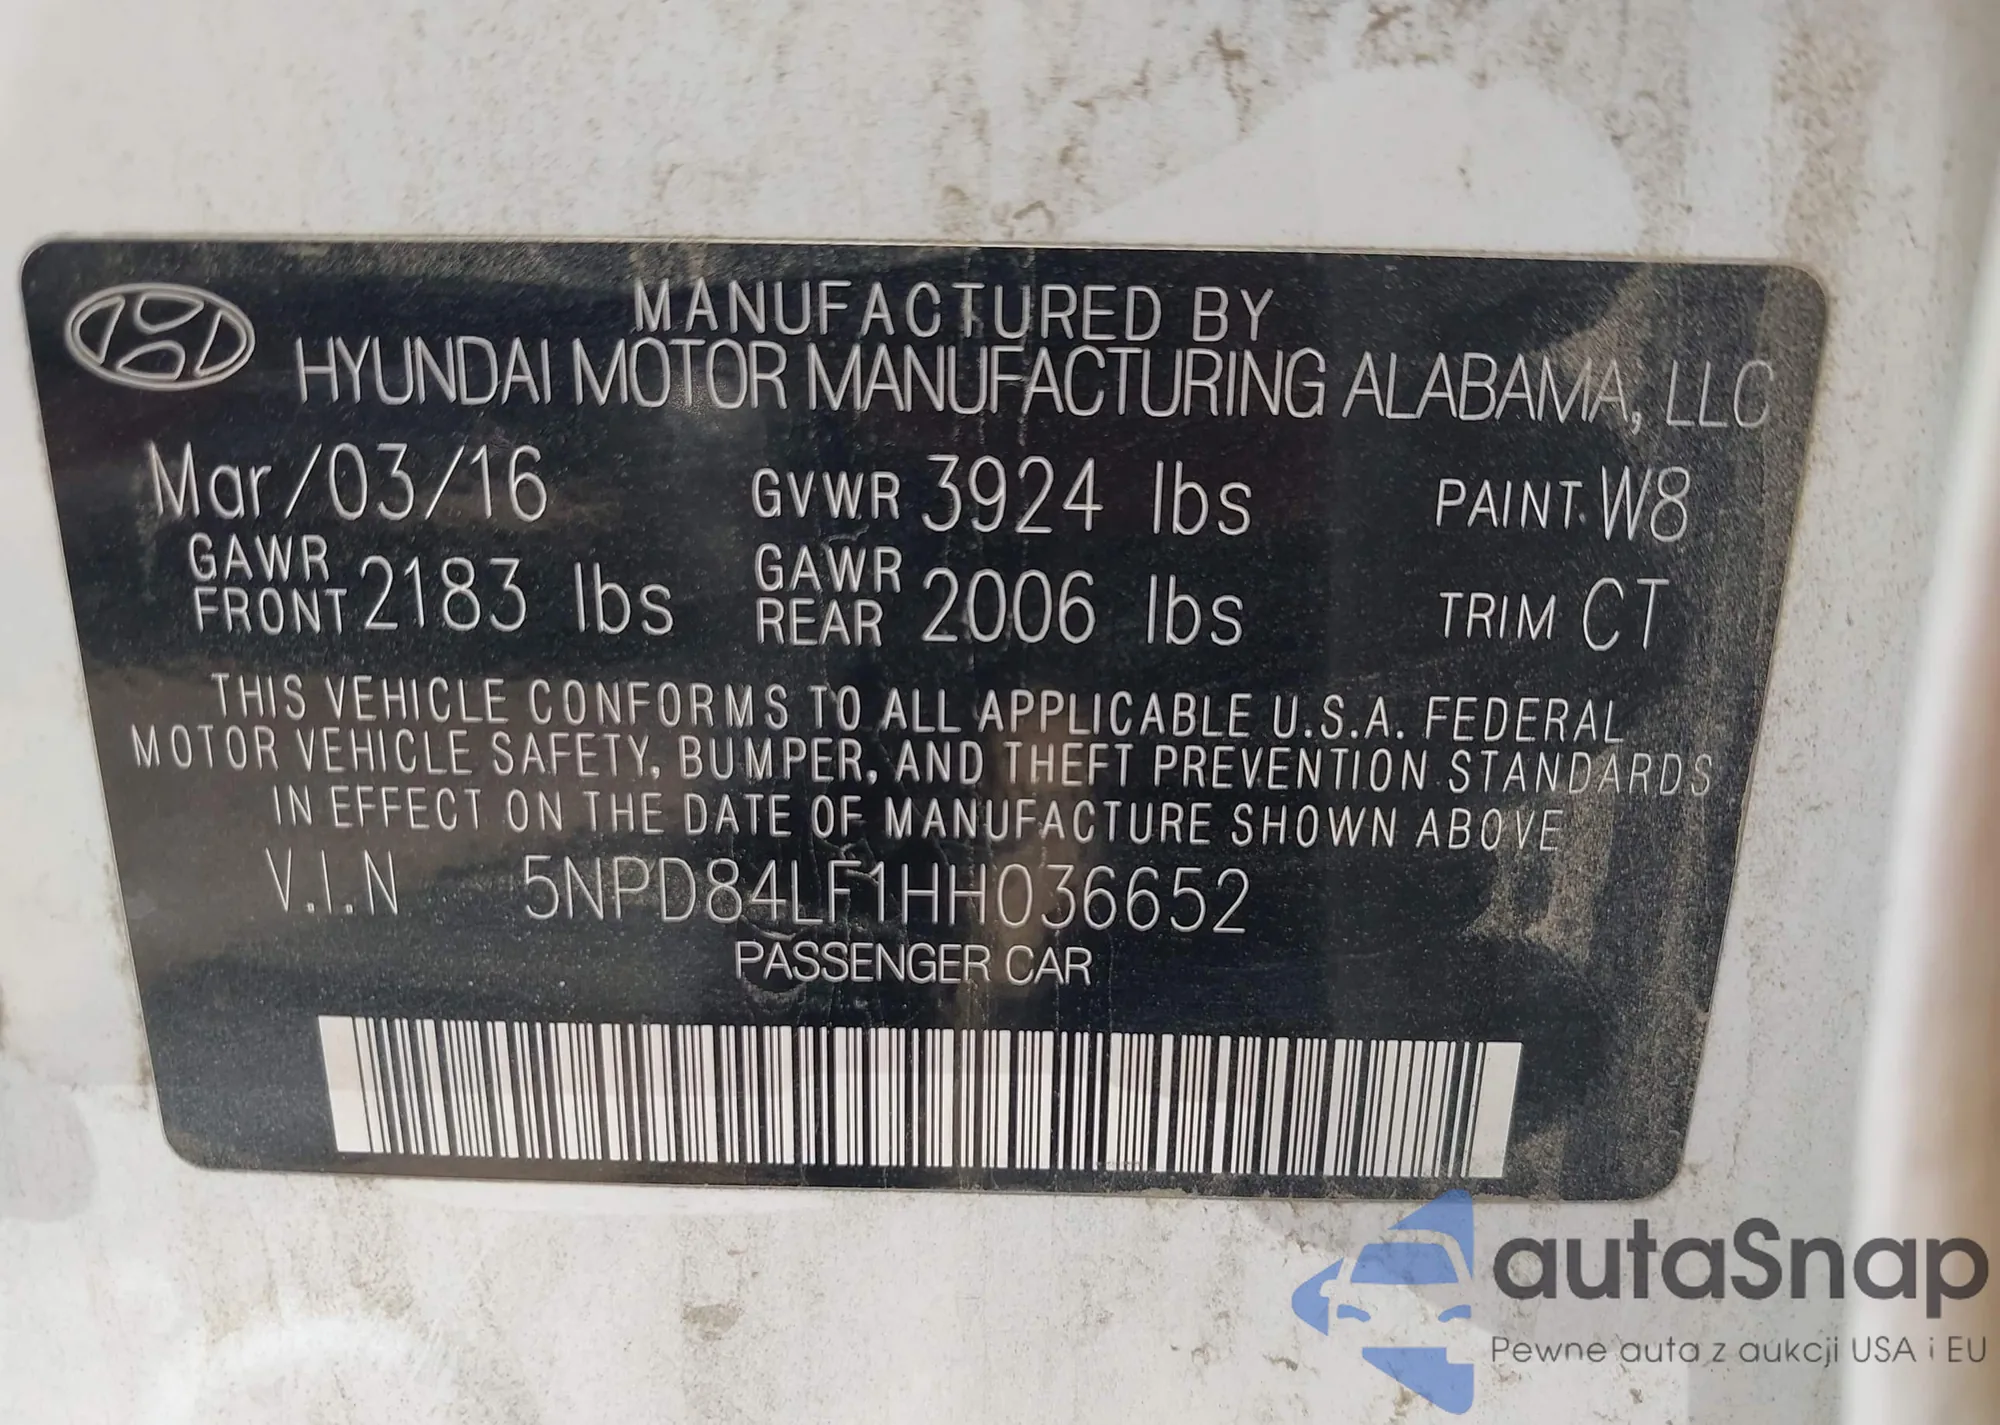 MANUFACTURED BY
HYUNDAI MOTOR MANUFACTURING ALABAMA, LLC
Mar/03/16 GVWR 3924 lbs PAINT W8
GAWR FRONT 2183 lbs GAWR REAR 2006 lbs TRIM CT
THIS VEHICLE CONFORMS TO ALL APPLICABLE U.S.A. FEDERAL
MOTOR VEHICLE SAFETY, BUMPER, AND THEFT PREVENTION STANDARDS
IN EFFECT ON THE DATE OF MANUFACTURE SHOWN ABOVE
V.I.N 5NPD84LF1HH036652
PASSENGER CAR
autaSnap
Pewne auta z aukcji USA i EU